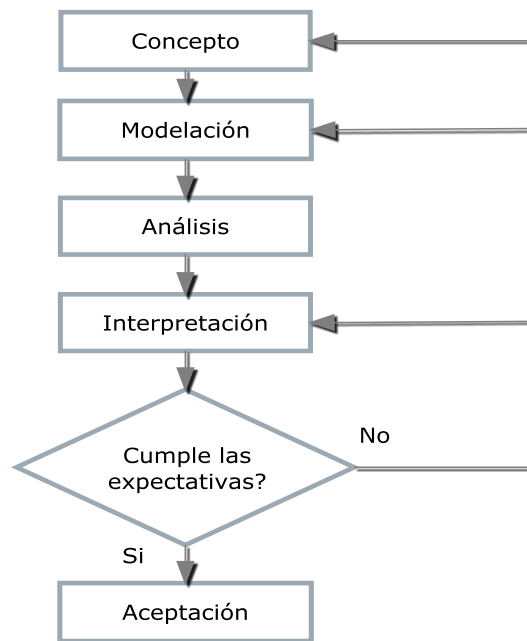 Concepto
Modelación
Análisis
Interpretación
No
Cumple las
expectativas?
Si
Aceptación